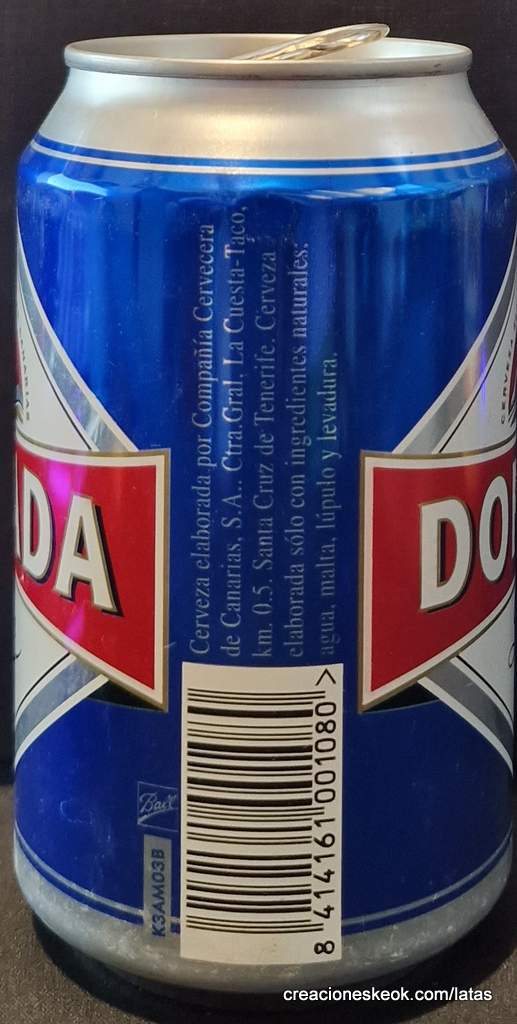 Cerveza elaborada por Compañía Cervecera
de Canarias, S.A.. Ctra.Gral. La Cuesta-Taco,
km. 0.5. Santa Cruz de Tenerife. Cerveza
elaborada sólo con ingredientes naturales:
agua, malta, lúpulo y levadura.
ADA
DO
Ball
K3AM03B
8 414161 001080 >
creacioneskeok.com/latas